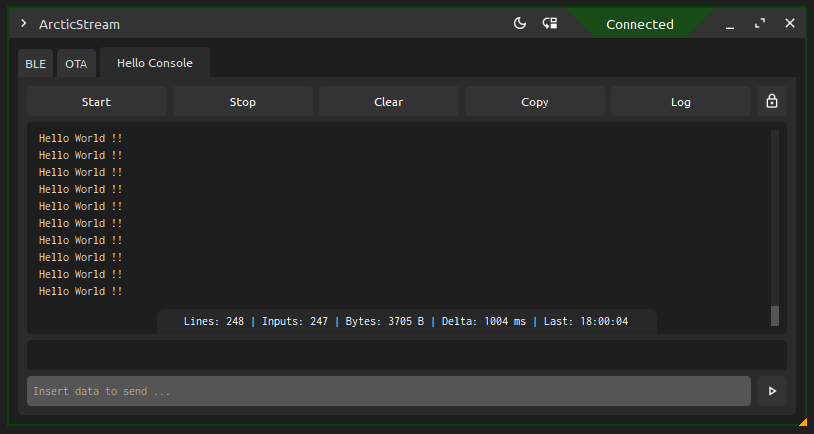 ArcticStream
Connected
BLE OTA Hello Console
Start Stop Clear Copy Log
Hello World !!
Hello World !!
Hello World !!
Hello World !!
Hello World !!
Hello World !!
Hello World !!
Hello World !!
Hello World !!
Hello World !!
Lines: 248 | Inputs: 247 | Bytes: 3705 B | Delta: 1004 ms | Last: 18:00:04
Insert data to send ...